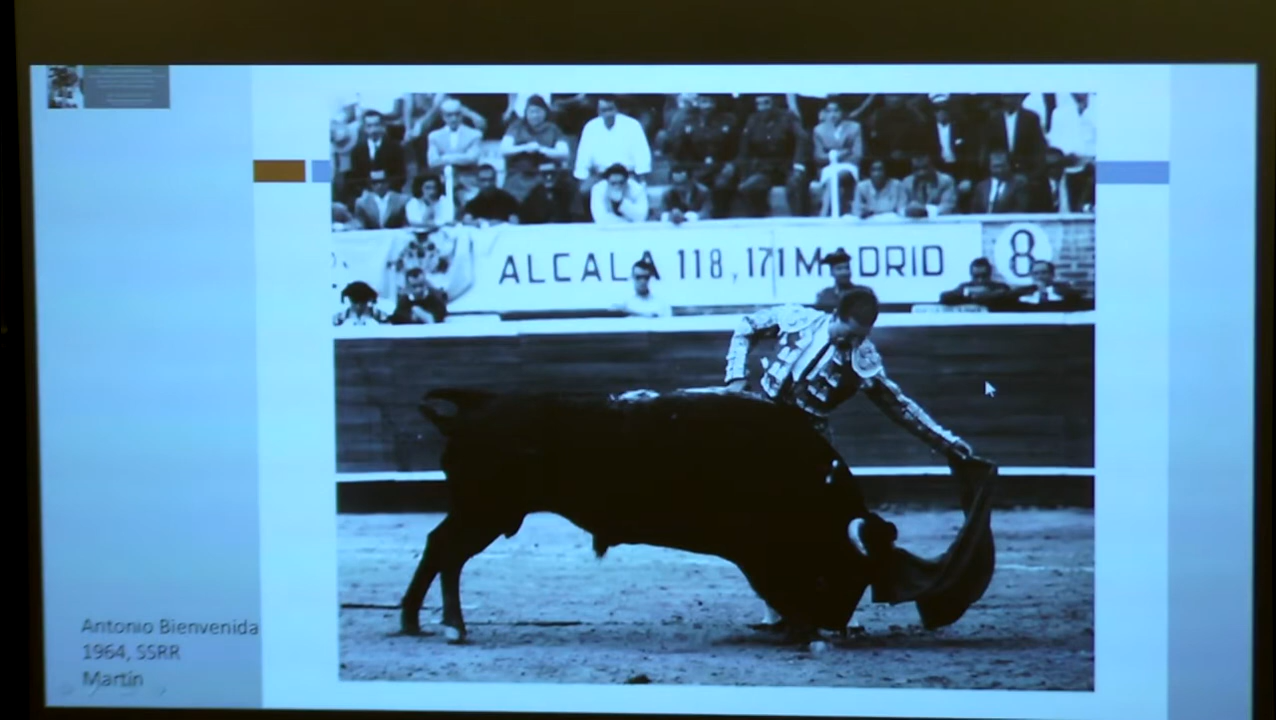 ALCALA 118, 171 MADRID
8
Antonio Bienvenida
1964, SSRR
Martín